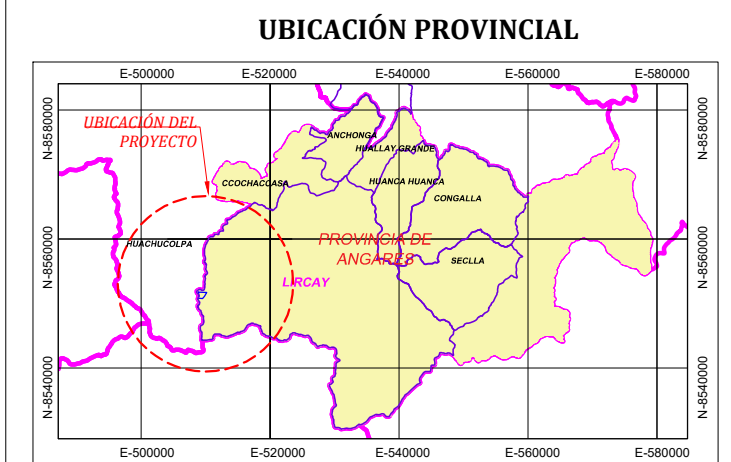 UBICACIÓN PROVINCIAL
E-500000 E-520000 E-540000 E-560000 E-580000
N-8580000 N-8580000
UBICACIÓN DEL
PROYECTO
ANCHONGA
HUALLAY GRANDE
CCOCHACCASA
HUANCA HUANCA
CONGALLA
HUACHUCOLPA
PROVINCIA DE
ANGARES
N-8560000 N-8560000
SECLLA
LIRCAY
N-8540000 N-8540000
E-500000 E-520000 E-540000 E-560000 E-580000